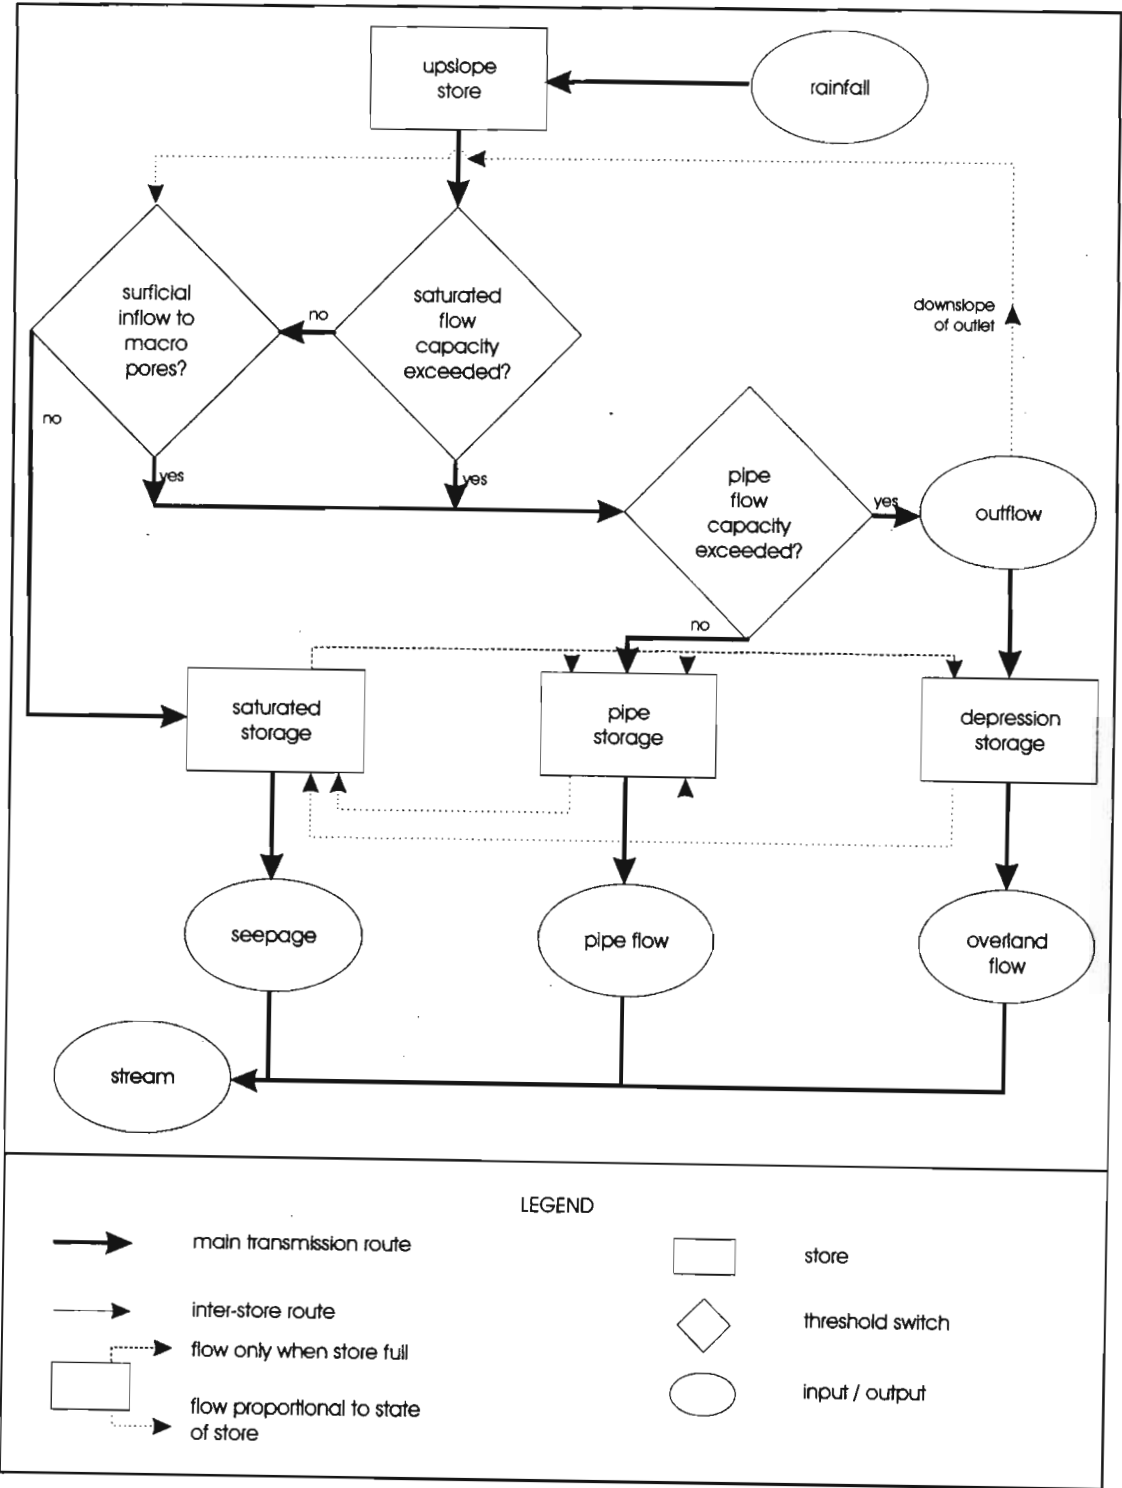 upslope
store
rainfall
surficial
inflow to
macro
pores?
no
saturated
flow
capacity
exceeded?
downslope
of outlet
no
yes
yes
pipe
flow
capacity
exceeded?
yes
outflow
no
saturated
storage
pipe
storage
depression
storage
seepage
pipe flow
overland
flow
stream
LEGEND
main transmission route
store
inter-store route
threshold switch
flow only when store full
input / output
flow proportional to state
of store